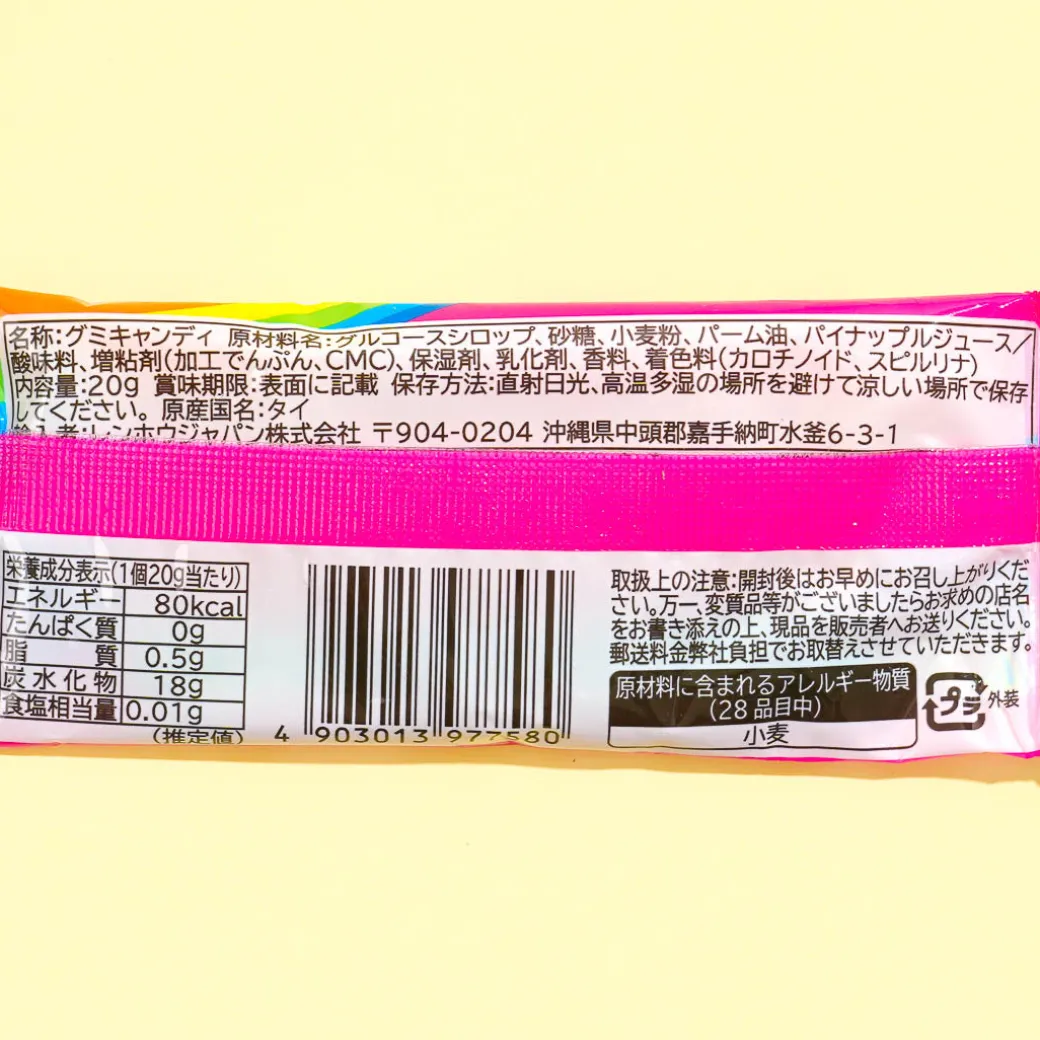 名称:グミキャンディ 原材料名:グルコースシロップ、砂糖、小麦粉、パーム油、パイナップルジュース/
酸味料、増粘剤(加工でんぷん、CMC)、保湿剤、乳化剤、香料、着色料(カロチノイド、スピルリナ)
内容量:20g 賞味期限:表面に記載 保存方法:直射日光、高温多湿の場所を避けて涼しい場所で保存
してください。 原産国名:タイ
輸入者:レンホウジャパン株式会社 〒904-0204 沖縄県中頭郡嘉手納町水釜6-3-1
栄養成分表示(1個20g当たり)
エネルギー 80kcal
たんぱく質 0g
脂質 0.5g
炭水化物 18g
食塩相当量 0.01g
(推定値)
4 903013 977580
取扱上の注意:開封後はお早めにお召し上がりくだ
さい。万一、変質品等がございましたらお求めの店名
をお書き添えの上、現品を販売者へお送りください。
郵送料金弊社負担でお取替えさせていただきます。
原材料に含まれるアレルギー物質
(28品目中)
小麦
プラ 外装